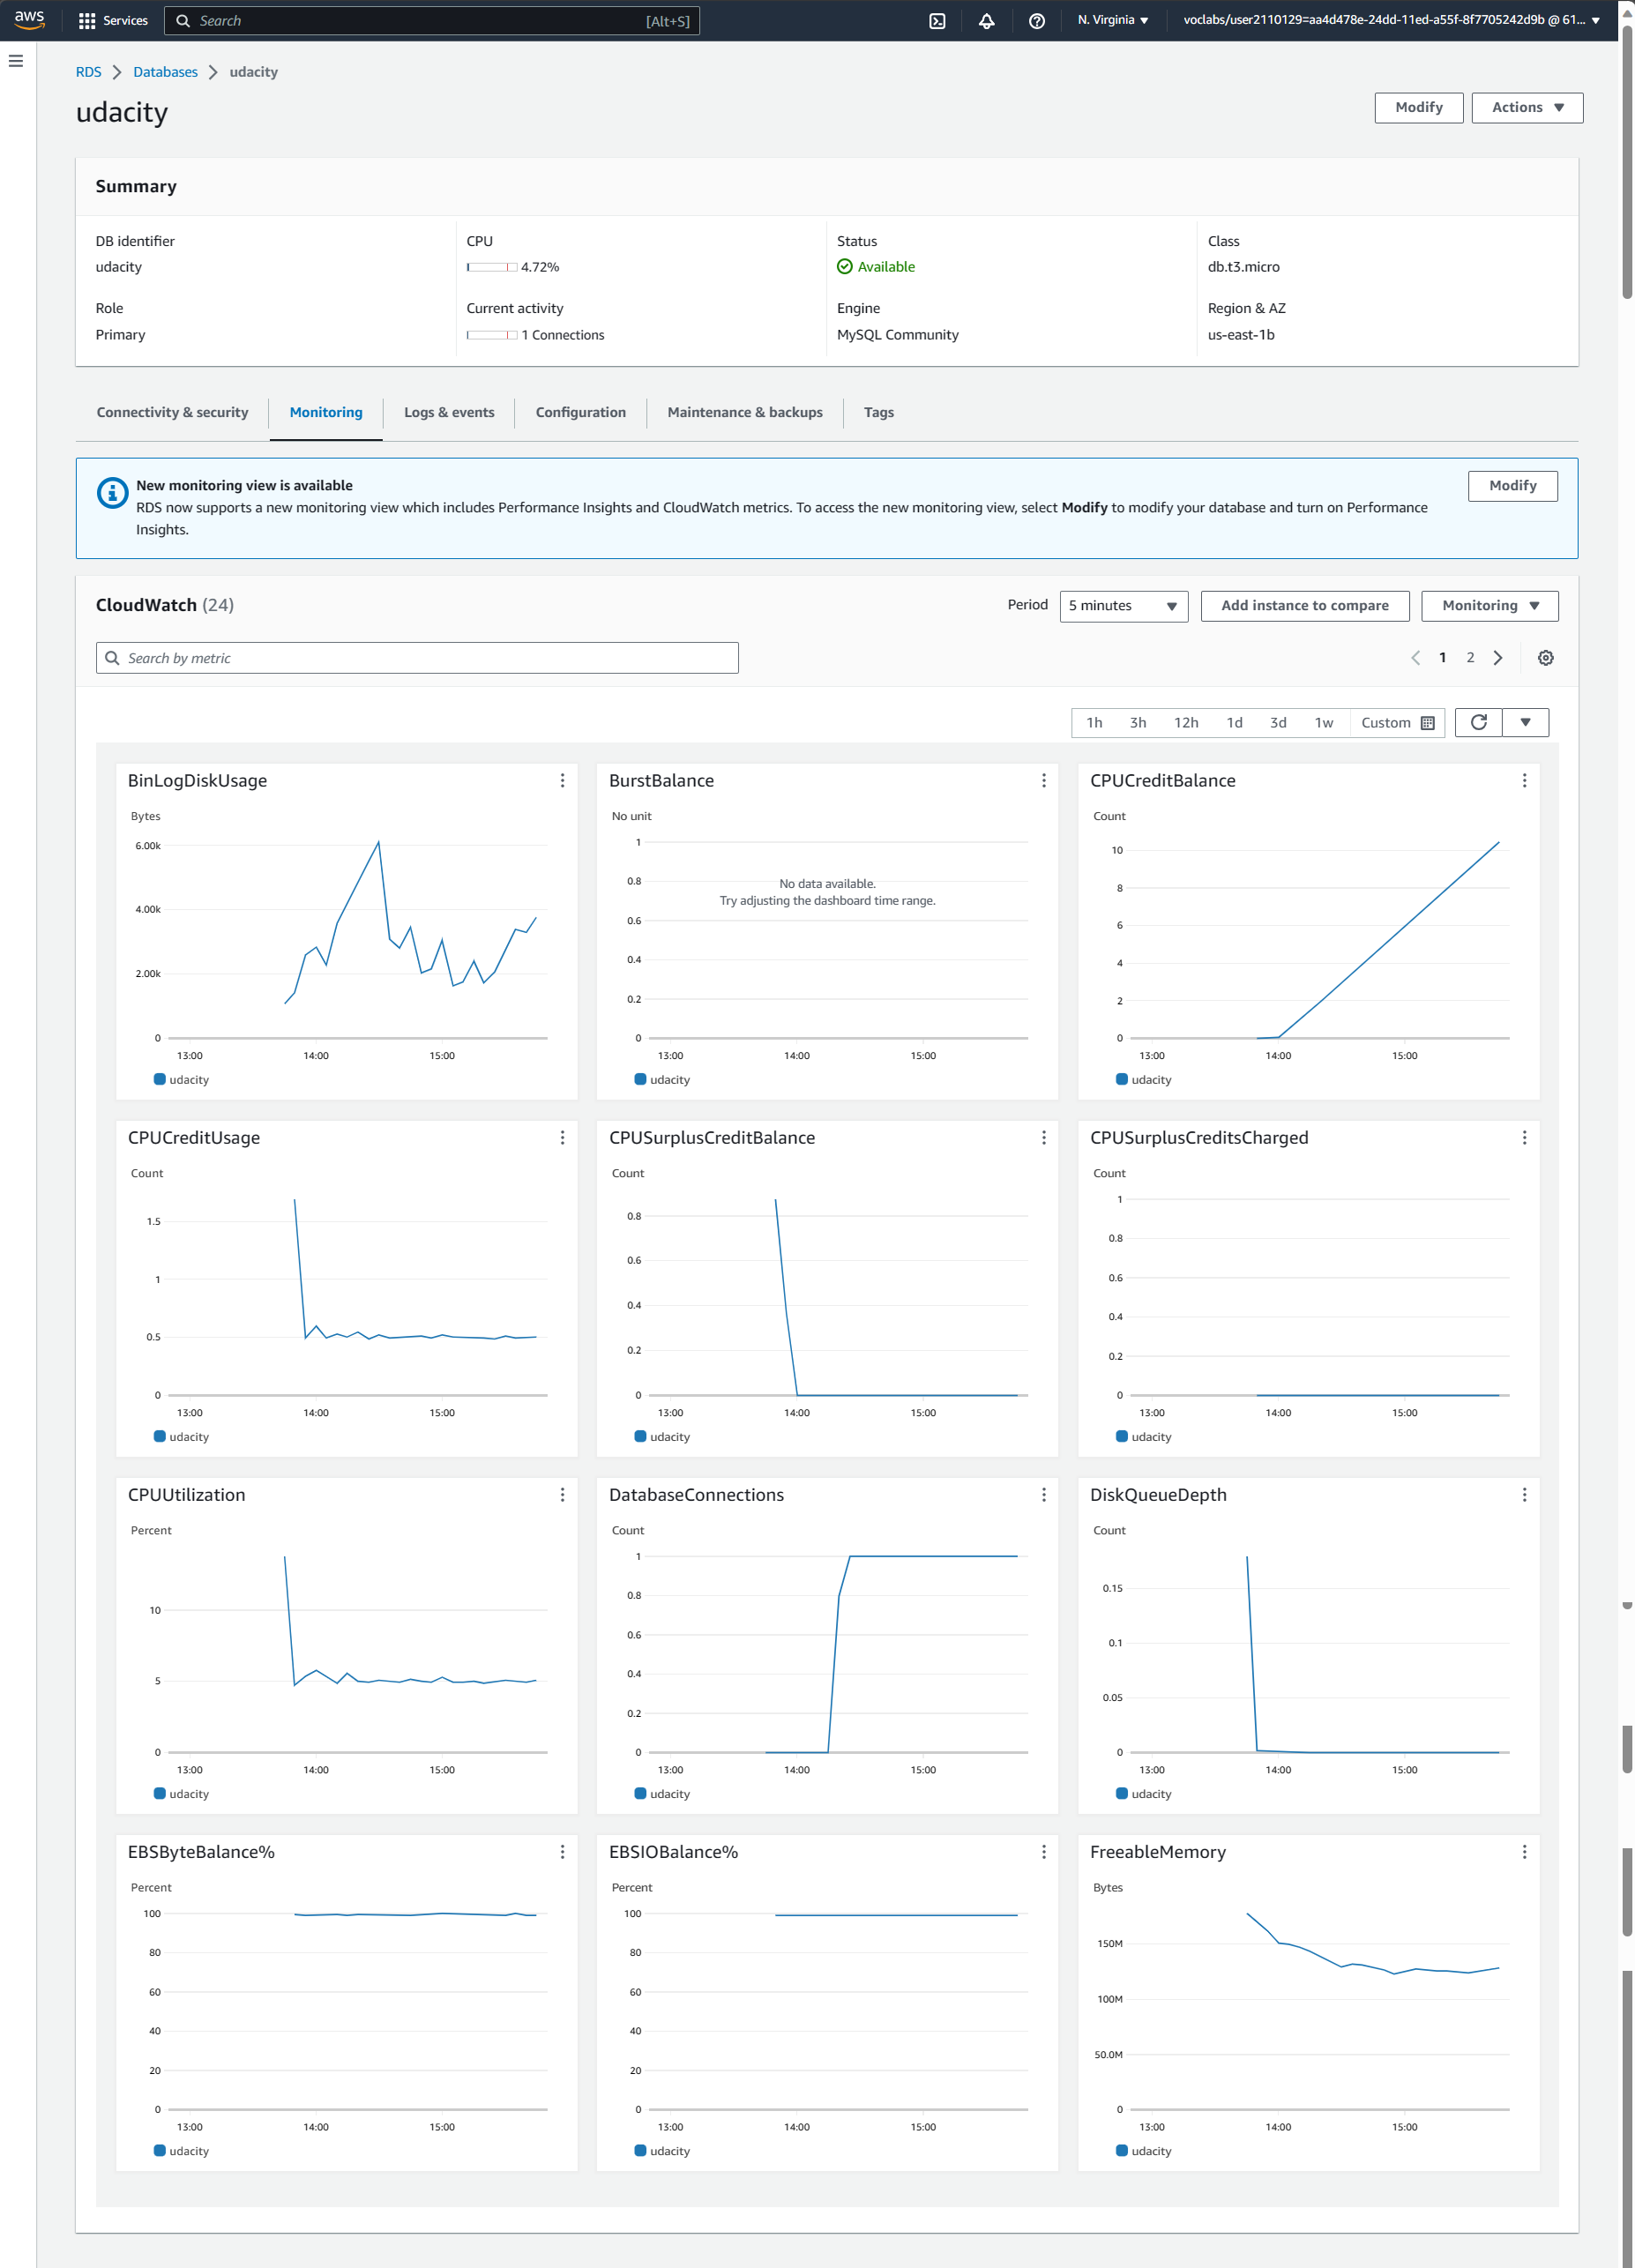 aws
Services
Search [Alt+S]
N. Virginia
voclabs/user2110129=aa4d478e-24dd-11ed-a55f-8f7705242d9b @ 61...
RDS > Databases > udacity
udacity
Modify
Actions
Summary
DB identifier
udacity
CPU
4.72%
Status
Available
Class
db.t3.micro
Role
Primary
Current activity
1 Connections
Engine
MySQL Community
Region & AZ
us-east-1b
Connectivity & security
Monitoring
Logs & events
Configuration
Maintenance & backups
Tags
New monitoring view is available
RDS now supports a new monitoring view which includes Performance Insights and CloudWatch metrics. To access the new monitoring view, select Modify to modify your database and turn on Performance
Insights.
Modify
CloudWatch (24)
Period
5 minutes
Add instance to compare
Monitoring
Search by metric
1 2
1h 3h 12h 1d 3d 1w Custom
BinLogDiskUsage
Bytes
6.00k
4.00k
2.00k
0
13:00 14:00 15:00
udacity
BurstBalance
No unit
1
0.8
No data available.
Try adjusting the dashboard time range.
0.6
0.4
0.2
0
13:00 14:00 15:00
udacity
CPUCreditBalance
Count
10
8
6
4
2
0
13:00 14:00 15:00
udacity
CPUCreditUsage
Count
1.5
1
0.5
0
13:00 14:00 15:00
udacity
CPUSurplusCreditBalance
Count
0.8
0.6
0.4
0.2
0
13:00 14:00 15:00
udacity
CPUSurplusCreditsCharged
Count
1
0.8
0.6
0.4
0.2
0
13:00 14:00 15:00
udacity
CPUUtilization
Percent
10
5
0
13:00 14:00 15:00
udacity
DatabaseConnections
Count
1
0.8
0.6
0.4
0.2
0
13:00 14:00 15:00
udacity
DiskQueueDepth
Count
0.15
0.1
0.05
0
13:00 14:00 15:00
udacity
EBSByteBalance%
Percent
100
80
60
40
20
0
13:00 14:00 15:00
udacity
EBSIOBalance%
Percent
100
80
60
40
20
0
13:00 14:00 15:00
udacity
FreeableMemory
Bytes
150M
100M
50.0M
0
13:00 14:00 15:00
udacity